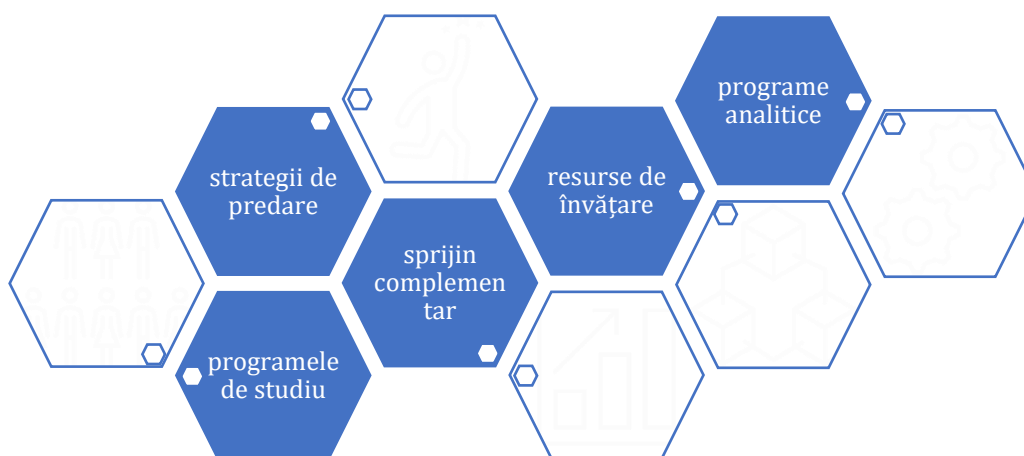 strategii de
predare
programele
de studiu
sprijin
complemen
tar
resurse de
învățare
programe
analitice